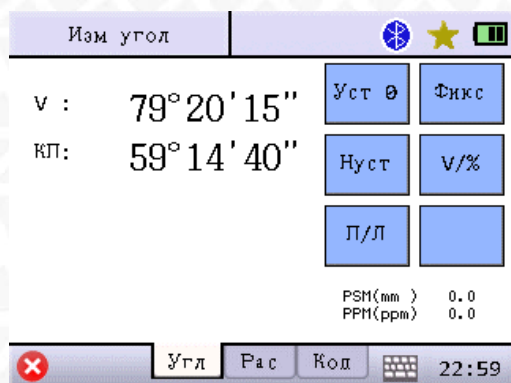 Изм угол
V : 79°20'15"
КП: 59°14'40"
Уст 0 Фикс
Нуст V/%
П/Л
PSM(mm ) 0.0
PPM(ppm) 0.0
Угл Рас Коп 22:59